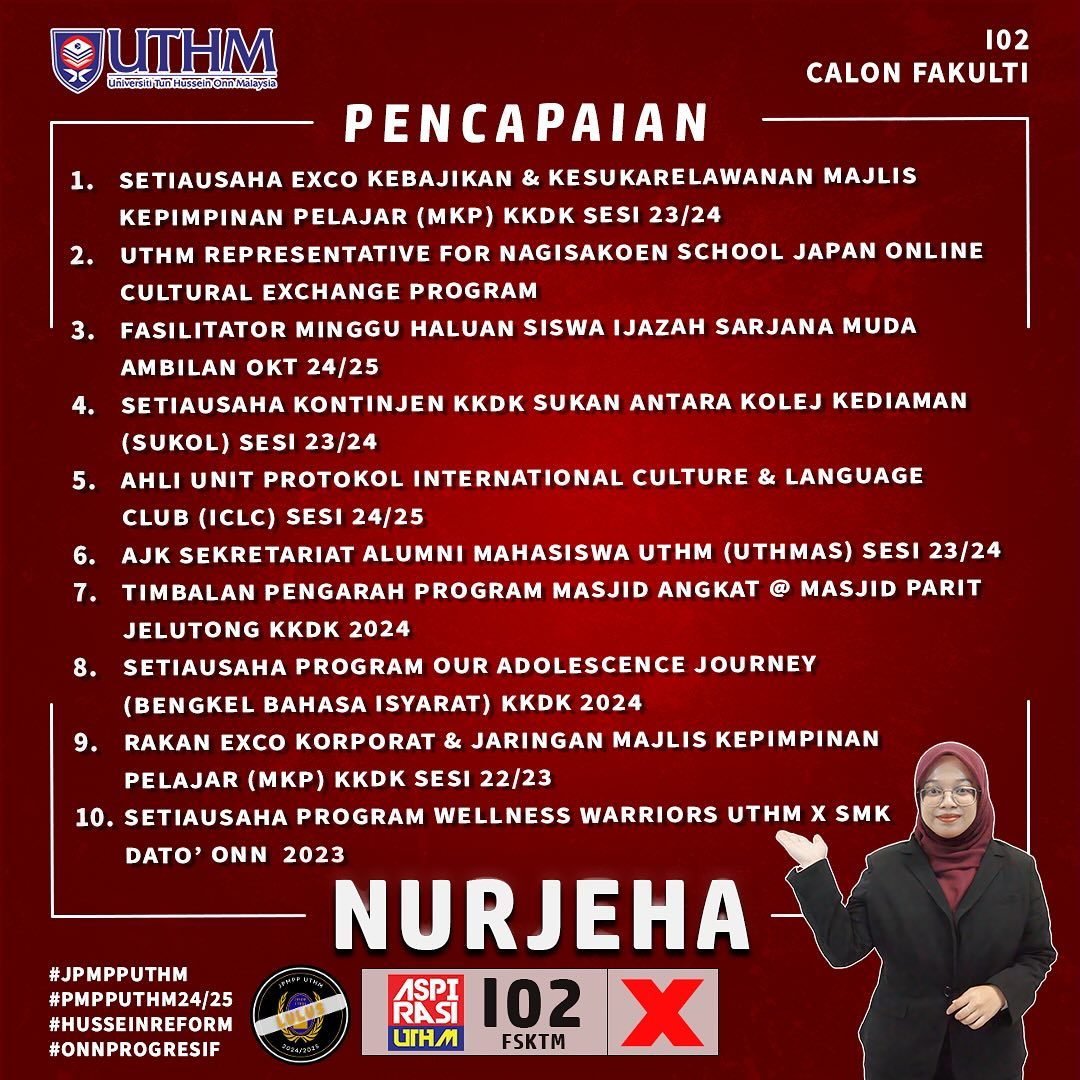 UTHM
Universiti Tun Hussein Onn Malaysia
I02
CALON FAKULTI
PENCAPAIAN
1. SETIAUSAHA EXCO KEBAJIKAN & KESUKARELAWANAN MAJLIS
KEPIMPINAN PELAJAR (MKP) KKDK SESI 23/24
2. UTHM REPRESENTATIVE FOR NAGISAKOEN SCHOOL JAPAN ONLINE
CULTURAL EXCHANGE PROGRAM
3. FASILITATOR MINGGU HALUAN SISWA IJAZAH SARJANA MUDA
AMBILAN OKT 24/25
4. SETIAUSAHA KONTINJEN KKDK SUKAN ANTARA KOLEJ KEDIAMAN
(SUKOL) SESI 23/24
5. AHLI UNIT PROTOKOL INTERNATIONAL CULTURE & LANGUAGE
CLUB (ICLC) SESI 24/25
6. AJK SEKRETARIAT ALUMNI MAHASISWA UTHM (UTHMAS) SESI 23/24
7. TIMBALAN PENGARAH PROGRAM MASJID ANGKAT @ MASJID PARIT
JELUTONG KKDK 2024
8. SETIAUSAHA PROGRAM OUR ADOLESCENCE JOURNEY
(BENGKEL BAHASA ISYARAT) KKDK 2024
9. RAKAN EXCO KORPORAT & JARINGAN MAJLIS KEPIMPINAN
PELAJAR (MKP) KKDK SESI 22/23
10. SETIAUSAHA PROGRAM WELLNESS WARRIORS UTHM X SMK
DATO' ONN 2023
NURJEHA
#JPMPPUTHM
#PMPPUTHM24/25
#HUSSEINREFORM
#ONNPROGRESIF
JPMPP UTHM
LULUS
2024/2025
ASPI
RASI
UTHM
I02
FSKTM
X